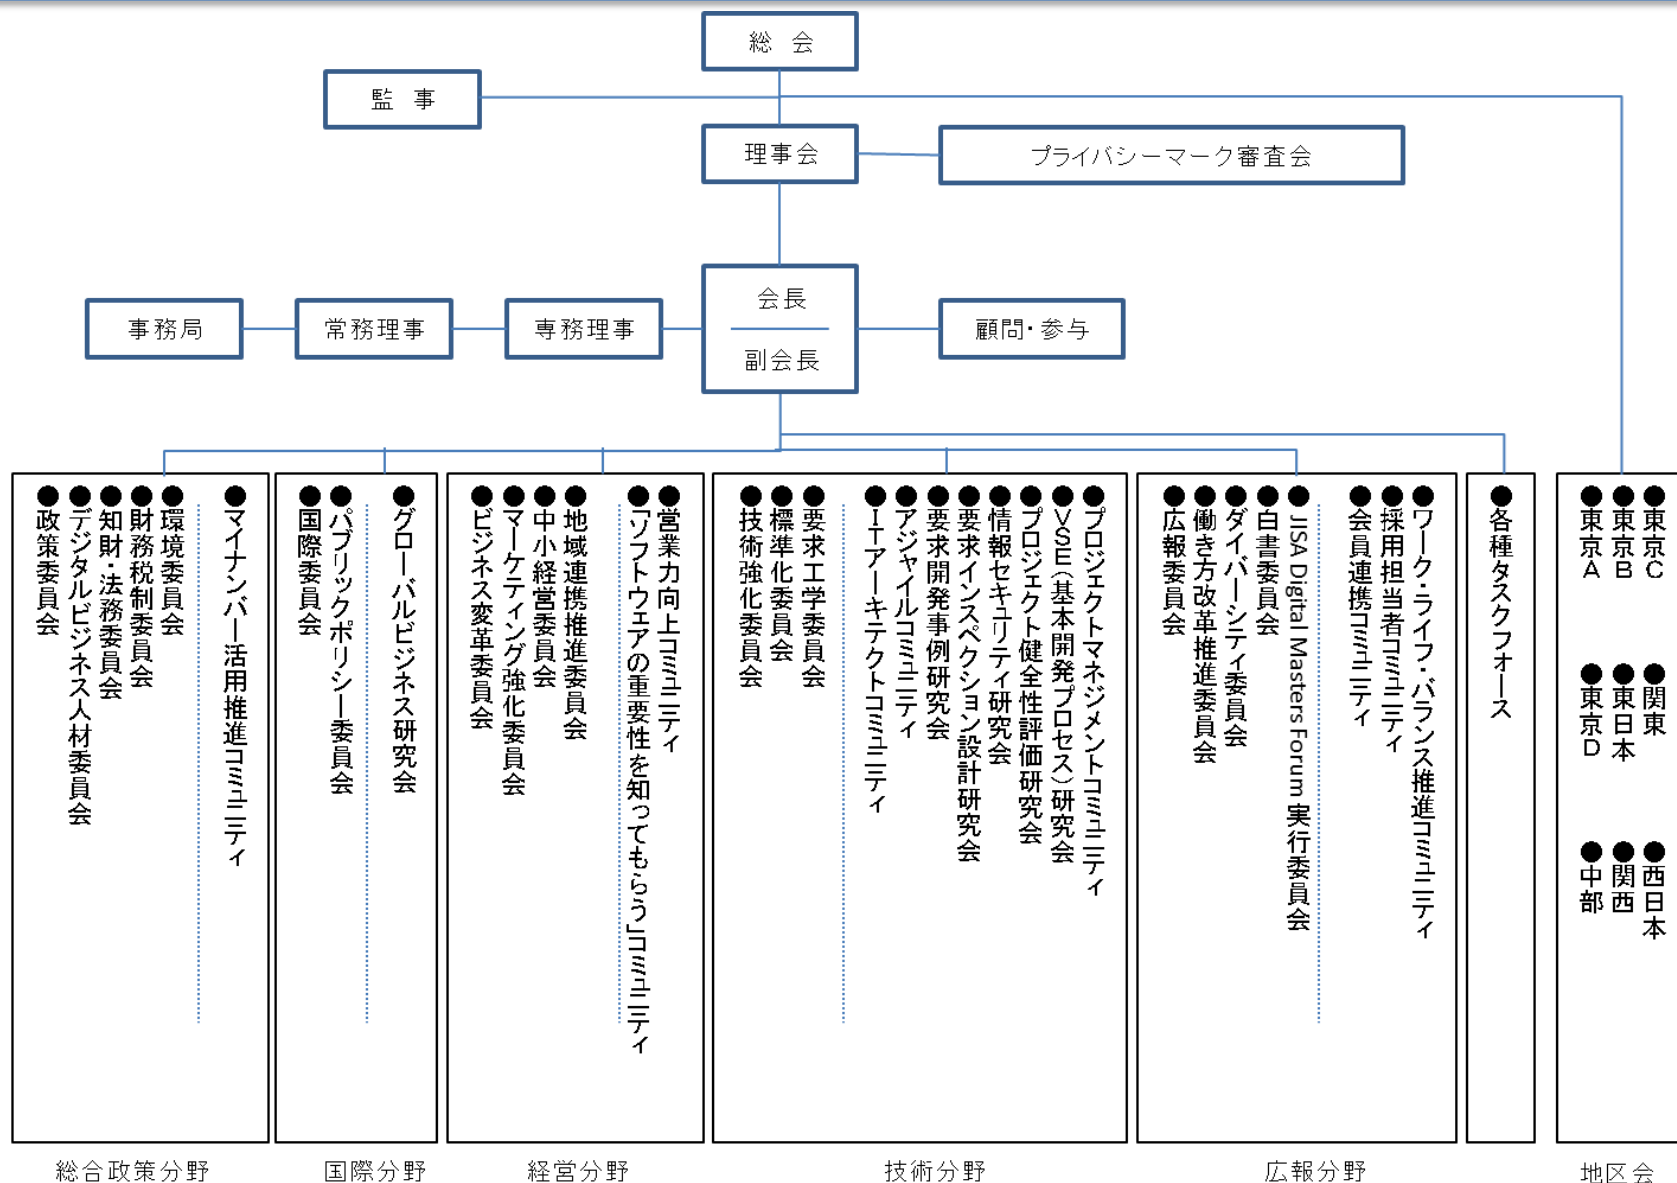 総 会
監 事
理事会
プライバシーマーク審査会
会長
副会長
事務局
常務理事
専務理事
顧問・参与
●政策委員会
●デジタルビジネス人材委員会
●知財・法務委員会
●財務税制委員会
●環境委員会
●マイナンバー活用推進コミュニティ
総合政策分野
●国際委員会
●パブリックポリシー委員会
●グローバルビジネス研究会
国際分野
●ビジネス変革委員会
●マーケティング強化委員会
●中小経営委員会
●地域連携推進委員会
●「ソフトウェアの重要性を知ってもらう」コミュニティ
●営業力向上コミュニティ
経営分野
●技術強化委員会
●標準化委員会
●要求工学委員会
●ITアーキテクトコミュニティ
●アジャイルコミュニティ
●要求開発事例研究会
●要求インスペクション設計研究会
●情報セキュリティ研究会
●プロジェクト健全性評価研究会
●VSE(基本開発プロセス)研究会
●プロジェクトマネジメントコミュニティ
技術分野
●広報委員会
●働き方改革推進委員会
●ダイバーシティ委員会
●白書委員会
●JISA Digital Masters Forum 実行委員会
●会員連携コミュニティ
●採用担当者コミュニティ
●ワーク・ライフ・バランス推進コミュニティ
広報分野
●各種タスクフォース
●東京A
●東京B
●東京C
●東京D
●東日本
●関東
●中部
●関西
●西日本
地区会